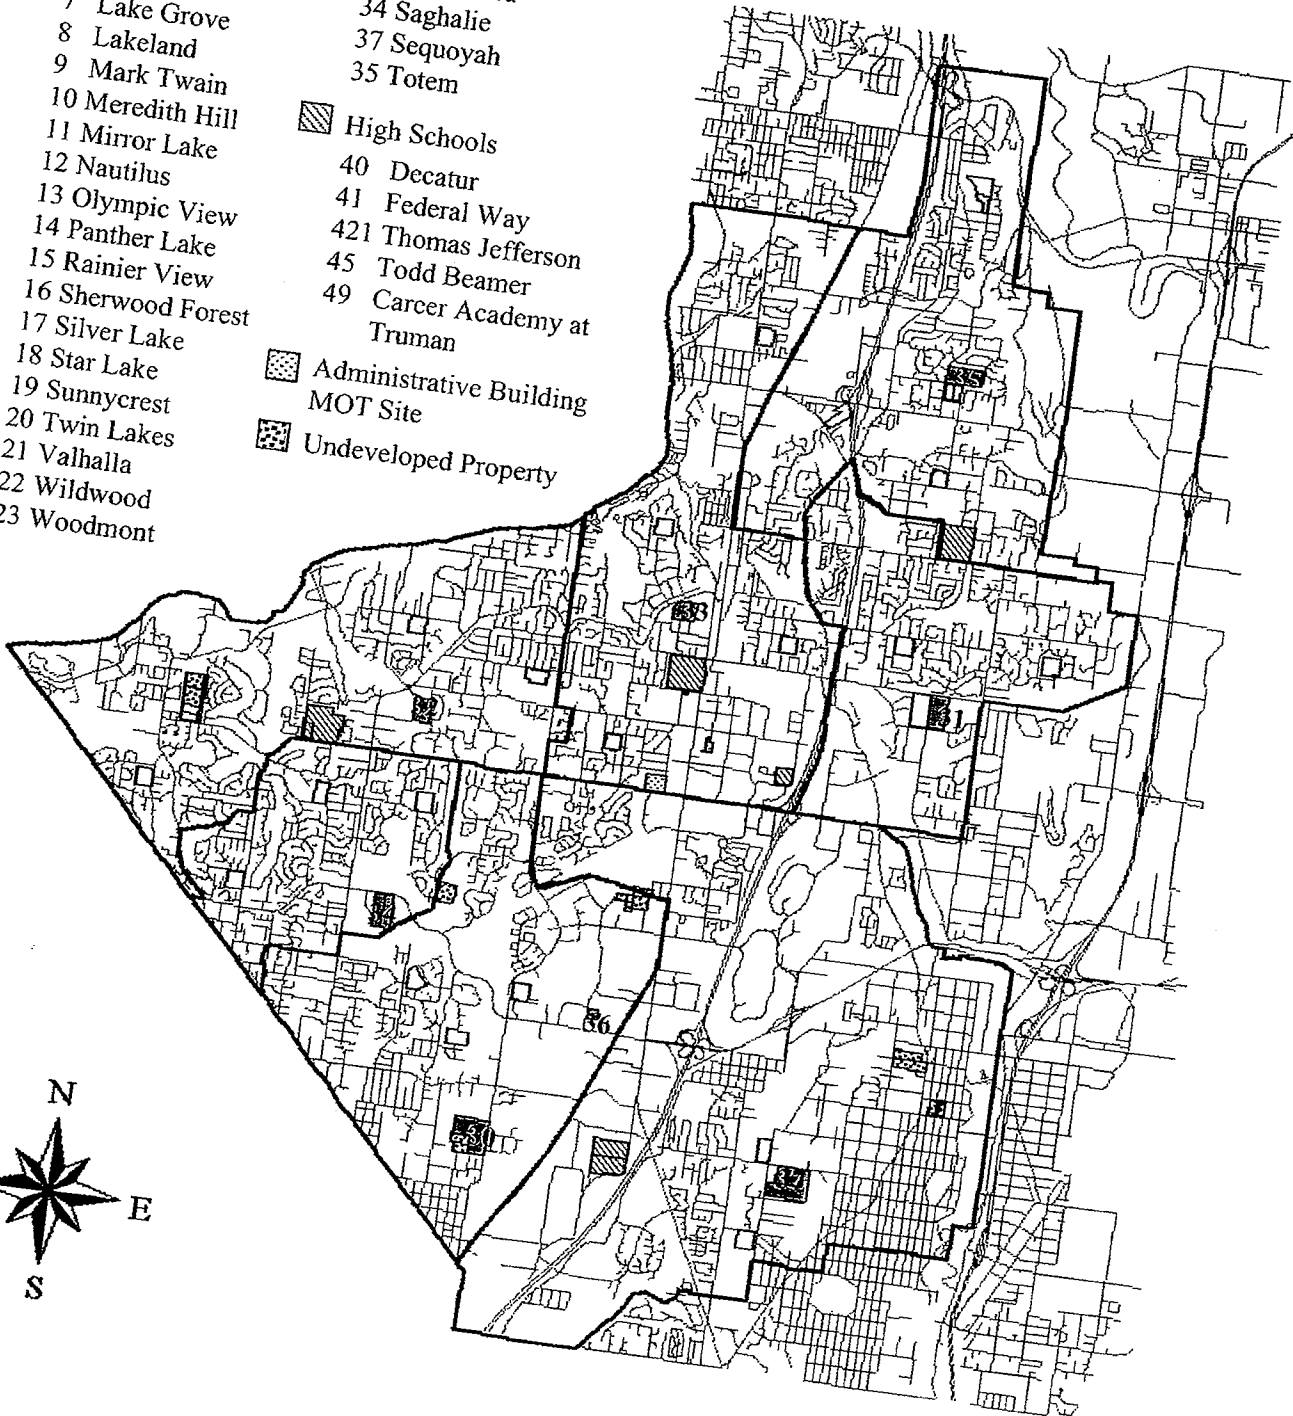 7 Lake Grove
8 Lakeland
9 Mark Twain
10 Meredith Hill
11 Mirror Lake
12 Nautilus
13 Olympic View
14 Panther Lake
15 Rainier View
16 Sherwood Forest
17 Silver Lake
18 Star Lake
19 Sunnycrest
20 Twin Lakes
21 Valhalla
22 Wildwood
23 Woodmont
34 Saghalie
37 Sequoyah
35 Totem
High Schools
40 Decatur
41 Federal Way
421 Thomas Jefferson
45 Todd Beamer
49 Carcer Academy at
Truman
Administrative Building
MOT Site
Undeveloped Property
35
33
31
36
30
37
N
E
S